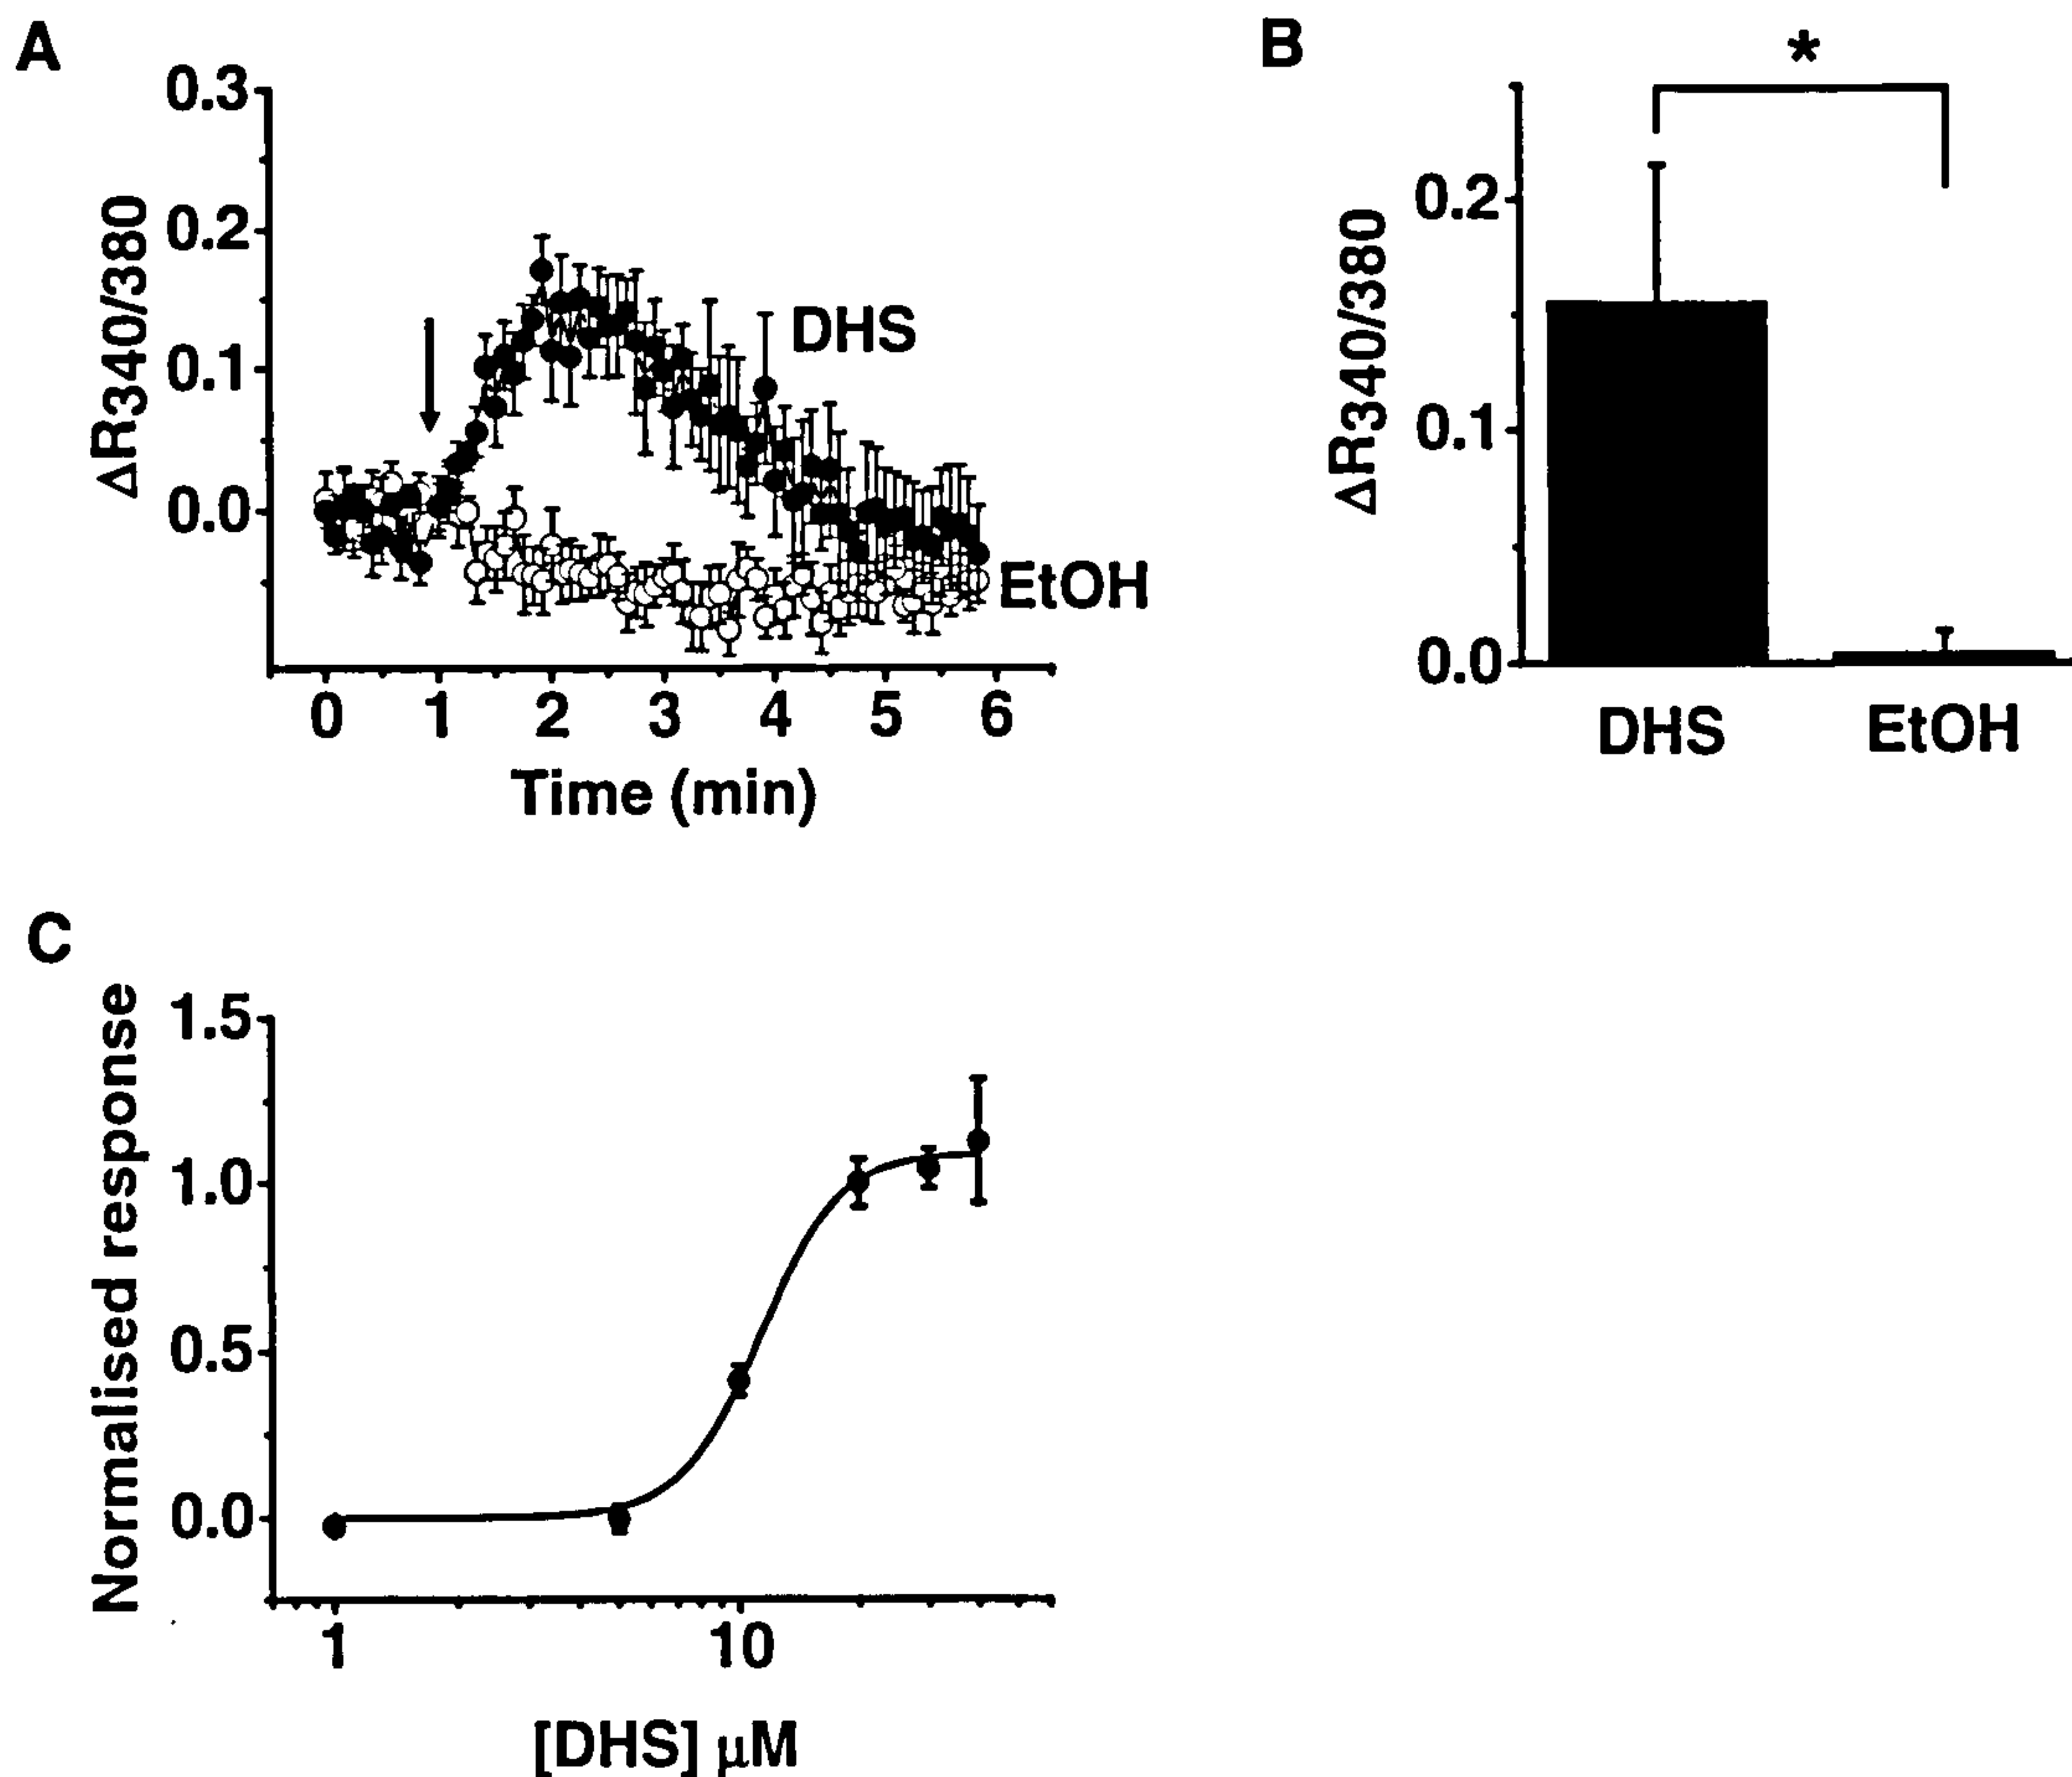 A
0.3
0.2
0.1
0.0
ΔR340/380
DHS
EtOH
0 1 2 3 4 5 6
Time (min)
B
*
0.2
0.1
0.0
ΔR340/380
DHS EtOH
C
1.5
1.0
0.5
0.0
Normalised response
1 10
[DHS] μM